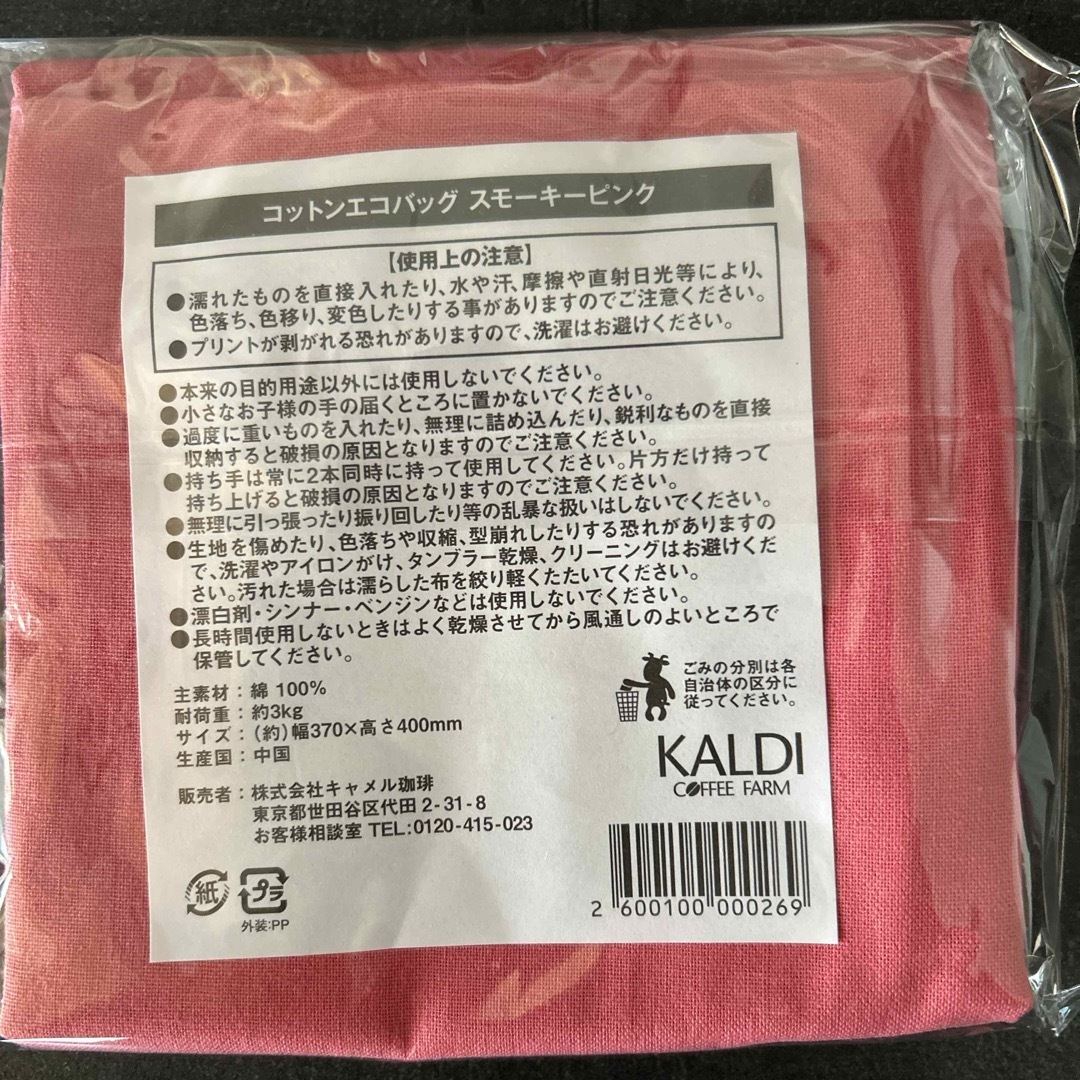 コットンエコバッグ スモーキーピンク
【使用上の注意】
●濡れたものを直接入れたり、水や汗、摩擦や直射日光等により、
色落ち、色移り、変色したりする事がありますのでご注意ください。
●プリントが剥がれる恐れがありますので、洗濯はお避けください。
●本来の目的用途以外には使用しないでください。
●小さなお子様の手の届くところに置かないでください。
●過度に重いものを入れたり、無理に詰め込んだり、鋭利なものを直接
収納すると破損の原因となりますのでご注意ください。
●持ち手は常に2本同時に持って使用してください。片方だけ持って
持ち上げると破損の原因となりますのでご注意ください。
●無理に引っ張ったり振り回したり等の乱暴な扱いはしないでください。
●生地を傷めたり、色落ちや収縮、型崩れしたりする恐れがありますの
で、洗濯やアイロンがけ、タンブラー乾燥、クリーニングはお避けくだ
さい。汚れた場合は濡らした布を絞り軽くたたいてください。
●漂白剤・シンナー・ベンジンなどは使用しないでください。
●長時間使用しないときはよく乾燥させてから風通しのよいところで
保管してください。
主素材：綿 100%
耐荷重：約3kg
サイズ：（約）幅370×高さ400mm
生産国：中国
販売者：株式会社キャメル珈琲
東京都世田谷区代田 2-31-8
お客様相談室 TEL:0120-415-023
ごみの分別は各
自治体の区分に
従ってください。
KALDI
COFFEE FARM
紙
プラ
外装:PP
2 600100 000269